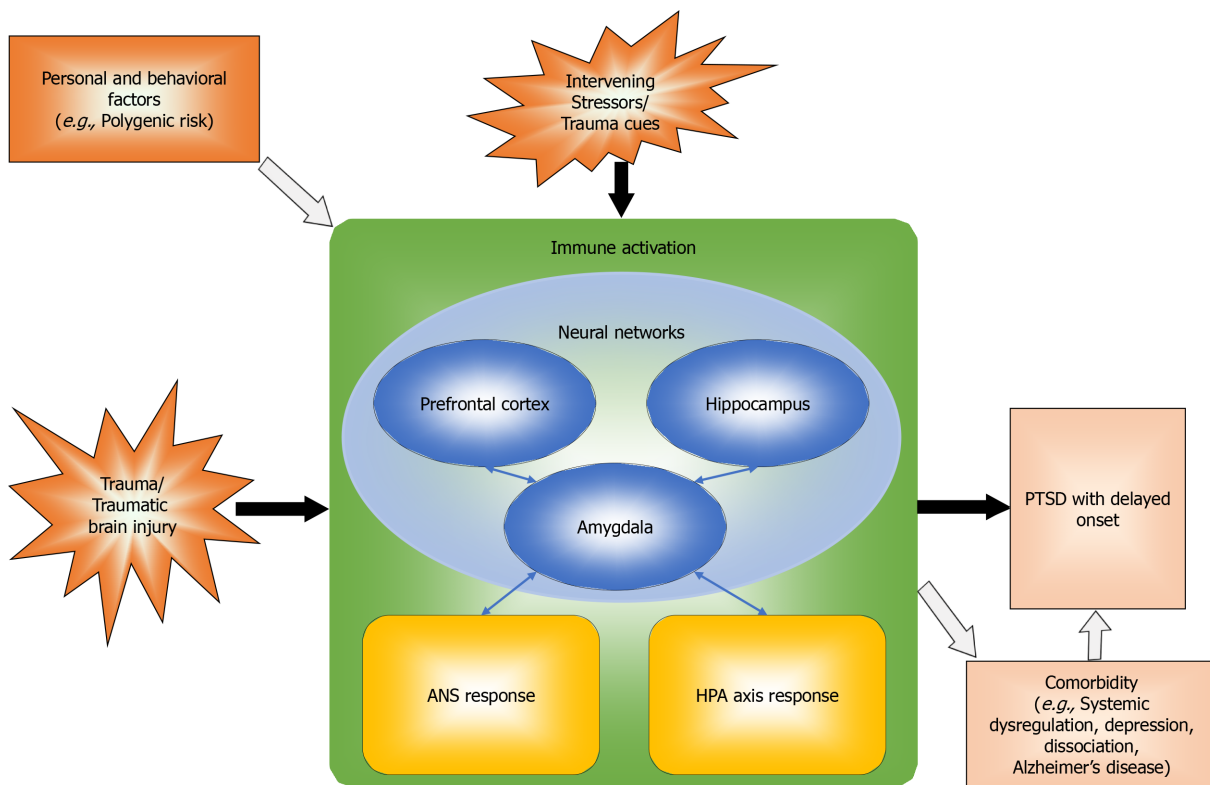 Personal and behavioral
factors
(e.g., Polygenic risk)
Intervening
Stressors/
Trauma cues
Immune activation
Neural networks
Prefrontal cortex
Hippocampus
Amygdala
Trauma/
Traumatic
brain injury
PTSD with delayed
onset
ANS response
HPA axis response
Comorbidity
(e.g., Systemic
dysregulation, depression,
dissociation,
Alzheimer’s disease)